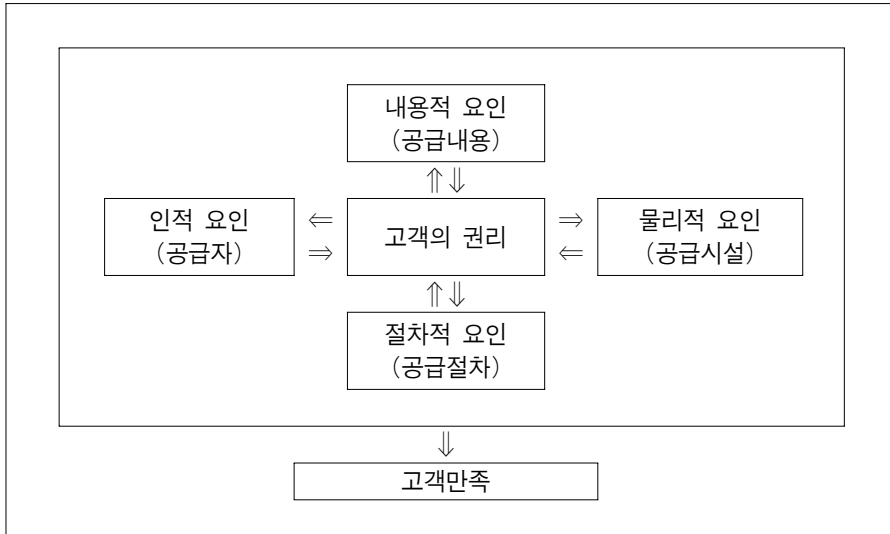 내용적 요인
(공급내용)
⇑⇓
인적 요인
(공급자)
⇐
⇒
고객의 권리
⇒
⇐
물리적 요인
(공급시설)
⇑⇓
절차적 요인
(공급절차)
⇓
고객만족